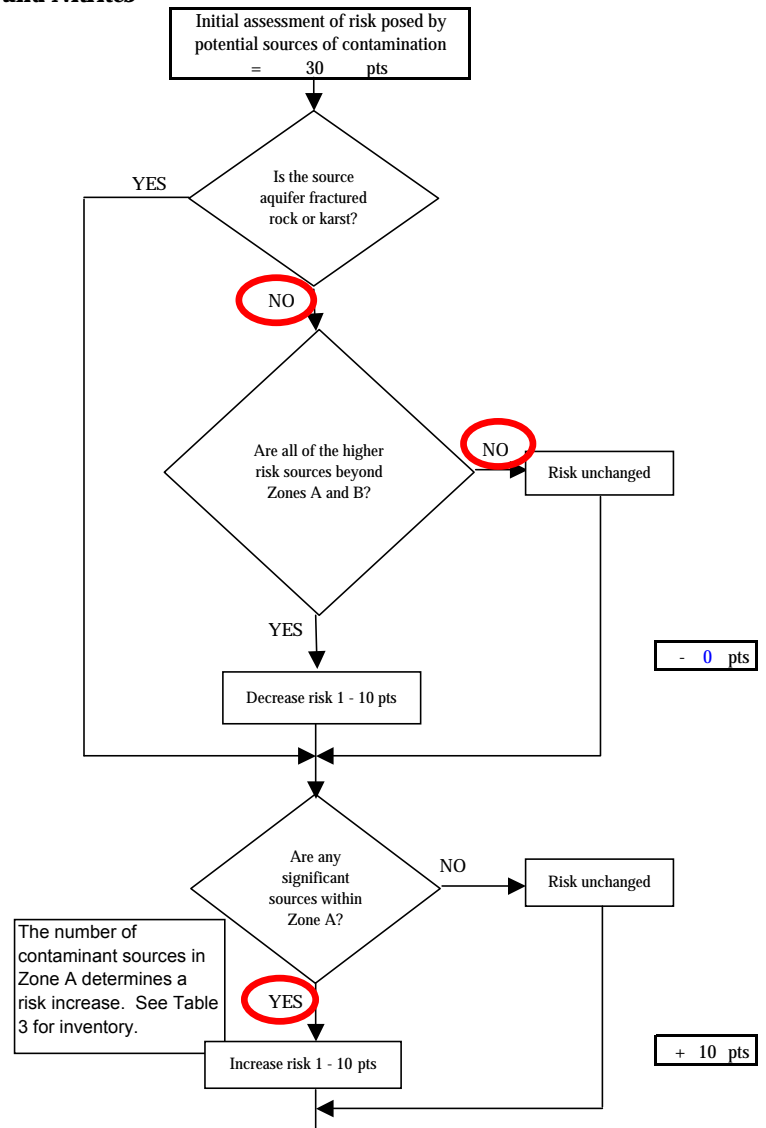 and Nitrites
Initial assessment of risk posed by
potential sources of contamination
= 30 pts
Is the source
aquifer fractured
rock or karst?
YES
NO
Are all of the higher
risk sources beyond
Zones A and B?
NO
Risk unchanged
YES
- 0 pts
Decrease risk 1 - 10 pts
Are any
significant
sources within
Zone A?
NO
Risk unchanged
The number of
contaminant sources in
Zone A determines a
risk increase. See Table
3 for inventory.
YES
+ 10 pts
Increase risk 1 - 10 pts